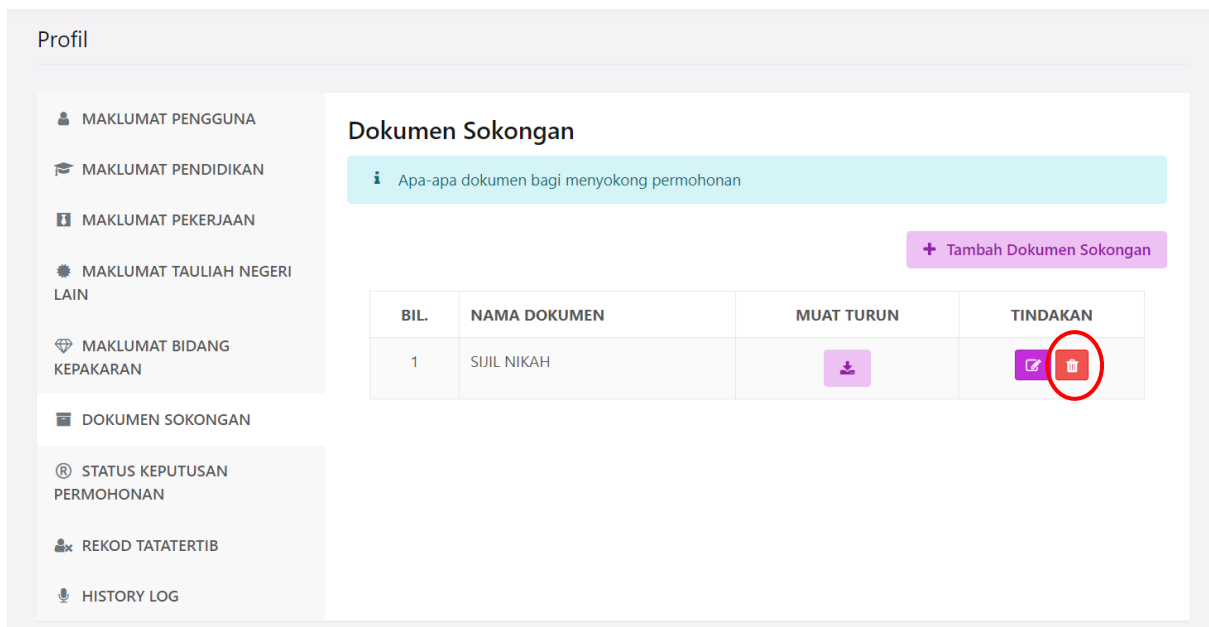 Profil
MAKLUMAT PENGGUNA
MAKLUMAT PENDIDIKAN
MAKLUMAT PEKERJAAN
MAKLUMAT TAULIAH NEGERI
LAIN
MAKLUMAT BIDANG
KEPAKARAN
DOKUMEN SOKONGAN
STATUS KEPUTUSAN
PERMOHONAN
REKOD TATATERTIB
HISTORY LOG
Dokumen Sokongan
Apa-apa dokumen bagi menyokong permohonan
Tambah Dokumen Sokongan
BIL. NAMA DOKUMEN MUAT TURUN TINDAKAN
1 SIJIL NIKAH